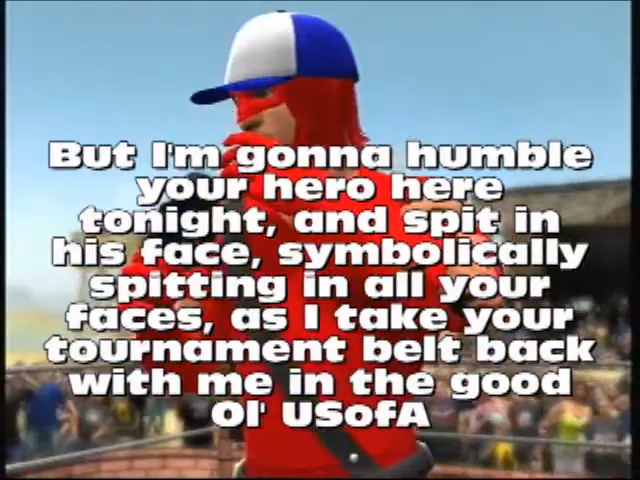 But I'm gonna humble
your hero here
tonight, and spit in
his face, symbolically
spitting in all your
faces, as I take your
tournament belt back
with me in the good
Ol' USofA